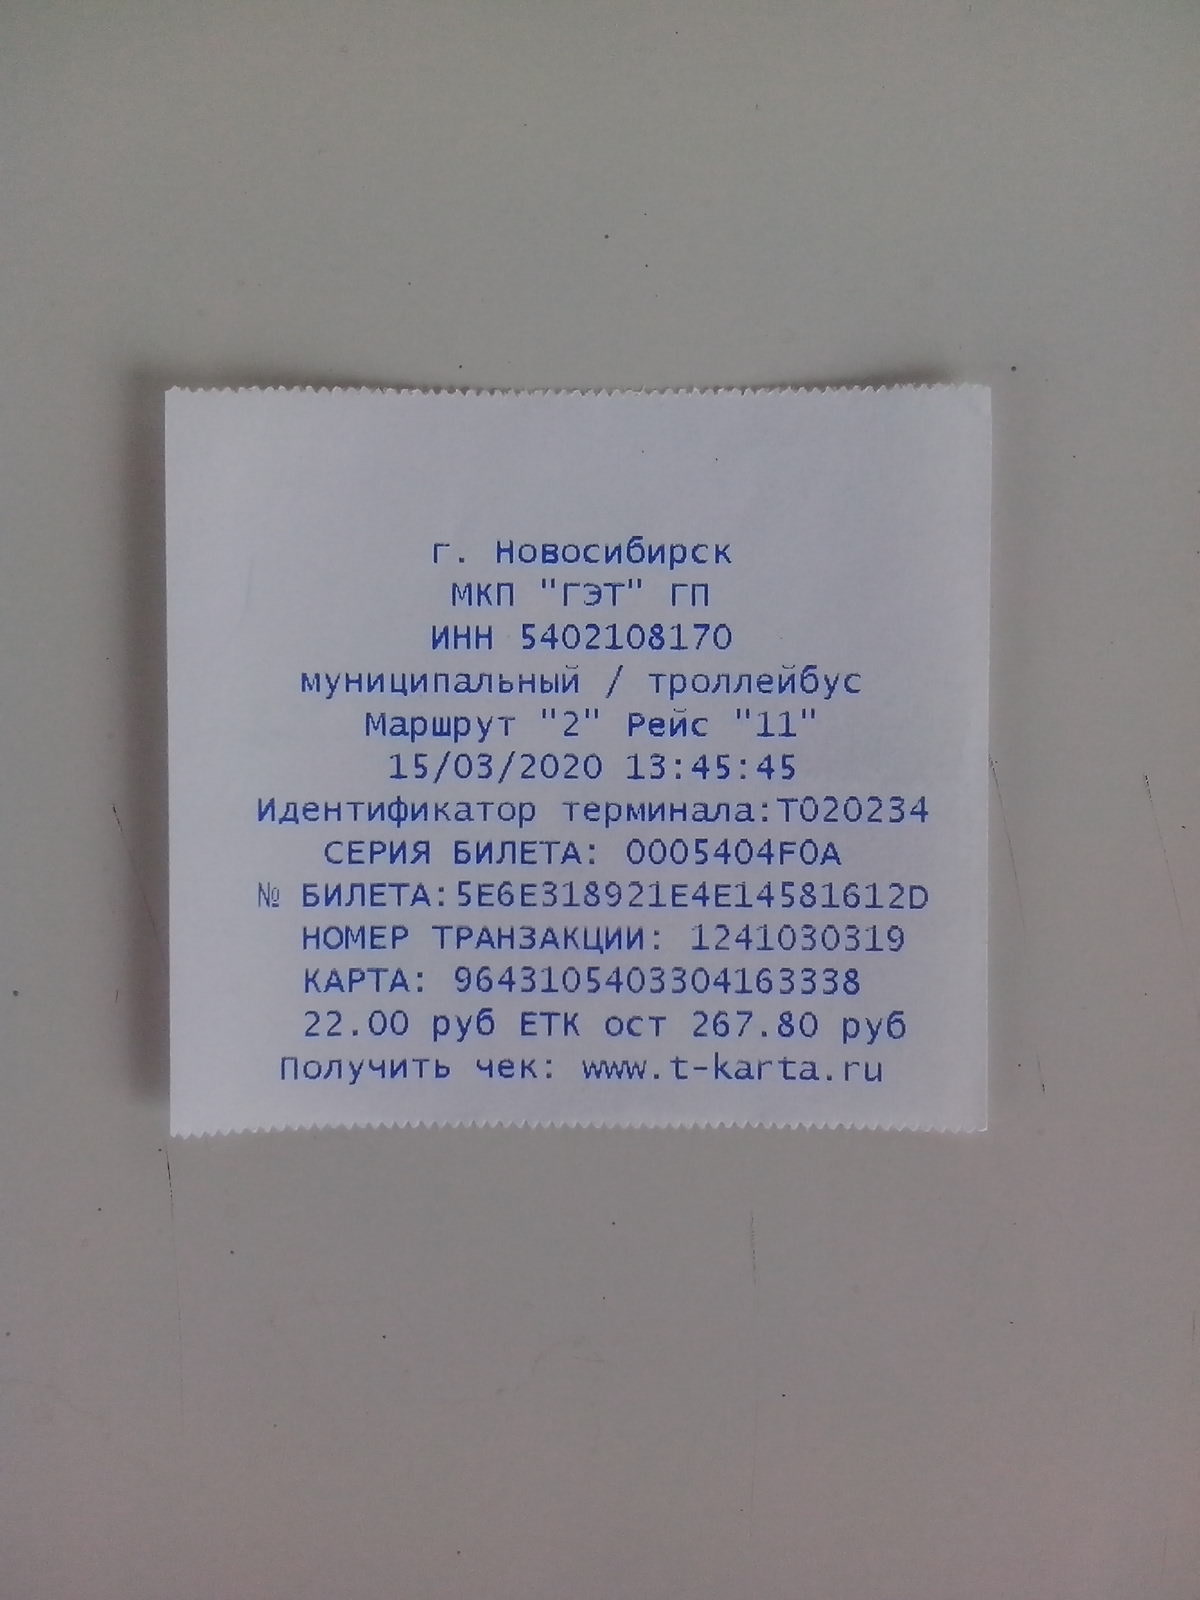 г. Новосибирск
МКП "ГЭТ" ГП
ИНН 5402108170
муниципальный / троллейбус
Маршрут "2" Рейс "11"
15/03/2020 13:45:45
Идентификатор терминала:T020234
СЕРИЯ БИЛЕТА: 0005404F0A
№ БИЛЕТА:5E6E318921E4E14581612D
НОМЕР ТРАНЗАКЦИИ: 1241030319
КАРТА: 9643105403304163338
22.00 руб ЕТК ост 267.80 руб
Получить чек: www.t-karta.ru